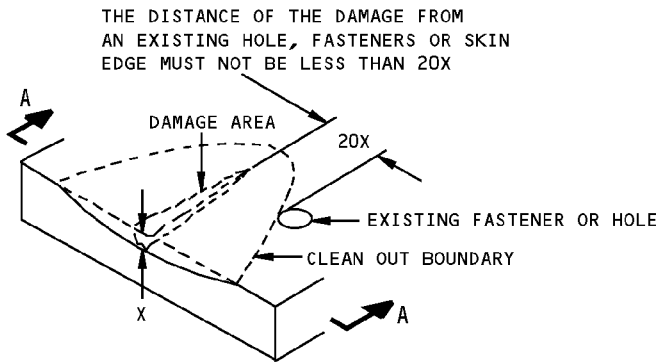 THE DISTANCE OF THE DAMAGE FROM
AN EXISTING HOLE, FASTENERS OR SKIN
EDGE MUST NOT BE LESS THAN 20X
A
DAMAGE AREA
20X
EXISTING FASTENER OR HOLE
CLEAN OUT BOUNDARY
X
A